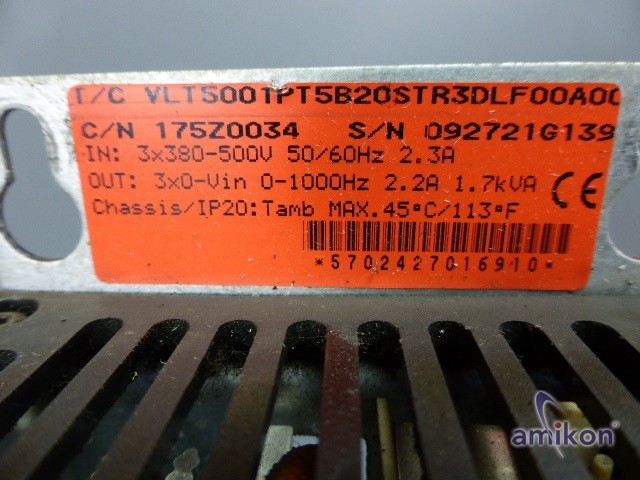 T/C VLT5001PT5B20STR3DLF00A00
C/N 175Z0034 S/N 092721G139
IN: 3x380-500V 50/60Hz 2.3A
OUT: 3x0-Vin 0-1000Hz 2.2A 1.7kVA
CE
Chassis/IP20:Tamb MAX.45°C/113°F
*5702427016910*
amikon